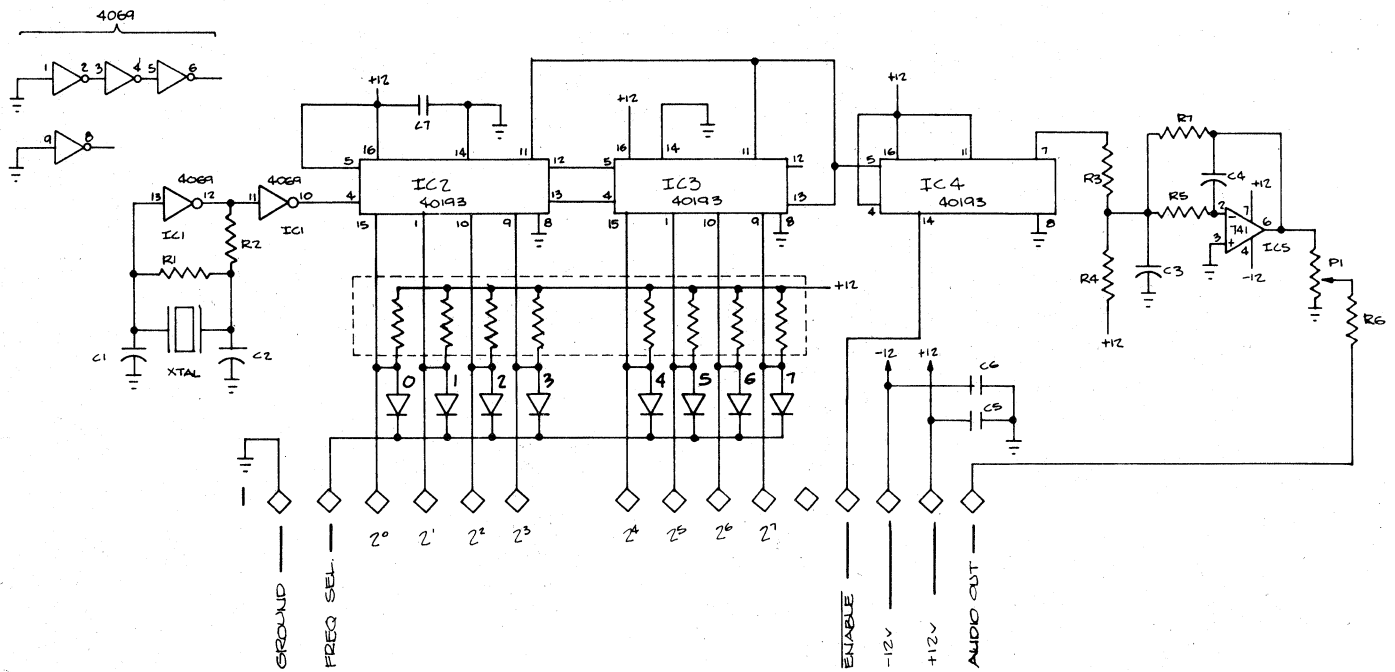 4069
1 2 3 4 5 6
9 8
+12 +12 +12
C7
16 14 11 16 14 11 16 11 7
5 12 5 12 5
IC2 IC3 IC4
4 40193 13 4 40193 13 4 40193
15 1 10 9 8 15 1 10 9 8 14 8
4069 4069
13 12 11 10
IC1 IC1
R2
R1
C1 C2
XTAL
+12
0 1 2 3 4 5 6 7
R7
C4
R3 R5
+12
2 7
741 6
3 + 4 IC5
-12
R4 C3
+12
P1
R6
-12 +12
C6
C5
2⁰ 2¹ 2² 2³ 2⁴ 2⁵ 2⁶ 2⁷
GROUND
FREQ SEL.
ENABLE
-12V
+12V
AUDIO OUT